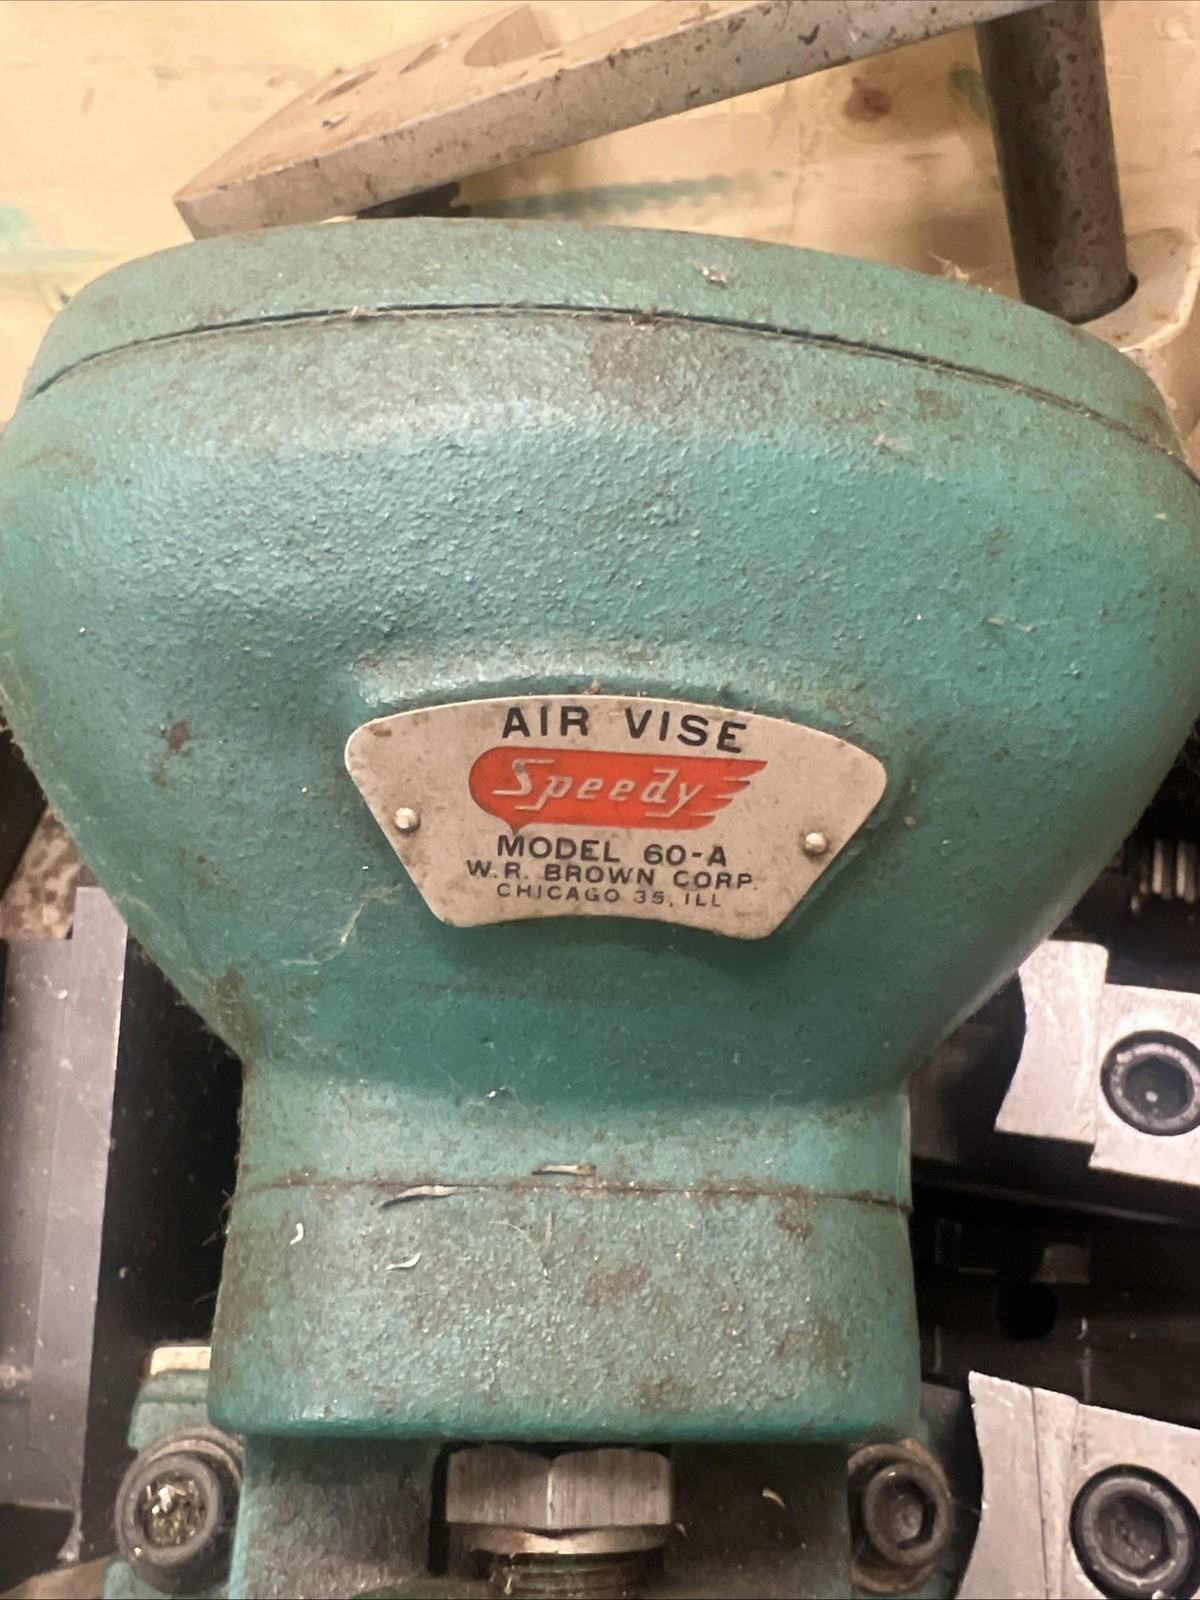 AIR VISE
Speedy
MODEL 60-A
W.R. BROWN CORP.
CHICAGO 35, ILL